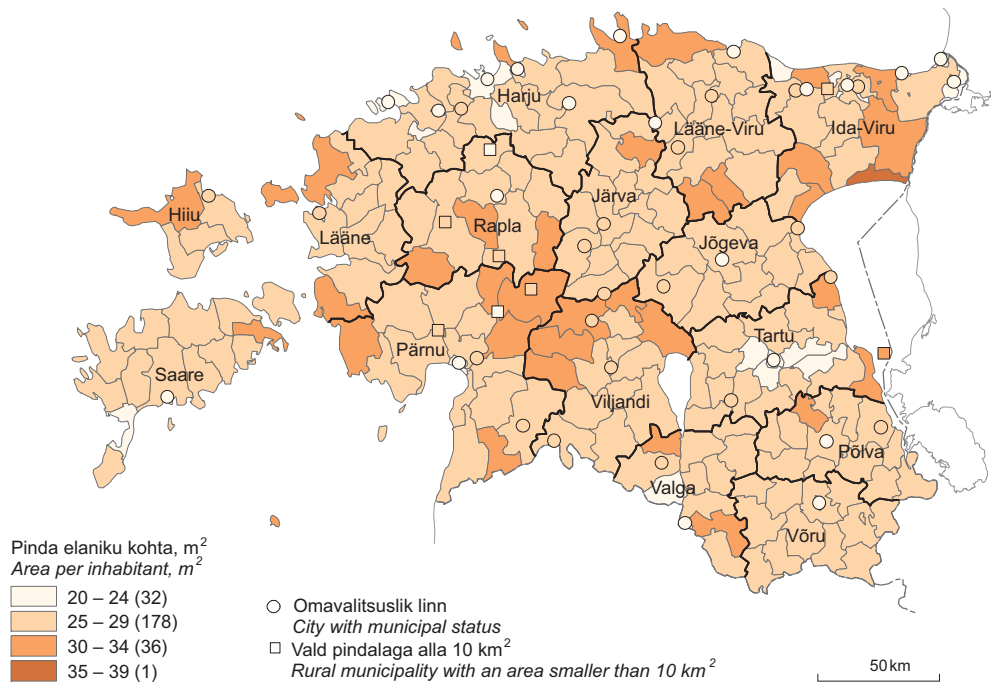 Harju
Lääne-Viru
Ida-Viru
Järva
Hiiu
Rapla
Lääne
Jõgeva
Tartu
Pärnu
Saare
Viljandi
Põlva
Valga
Võru
Pinda elaniku kohta, m²
Area per inhabitant, m²
20 – 24 (32)
25 – 29 (178)
30 – 34 (36)
35 – 39 (1)
Omavalitsuslik linn
City with municipal status
Vald pindalaga alla 10 km²
Rural municipality with an area smaller than 10 km²
50 km